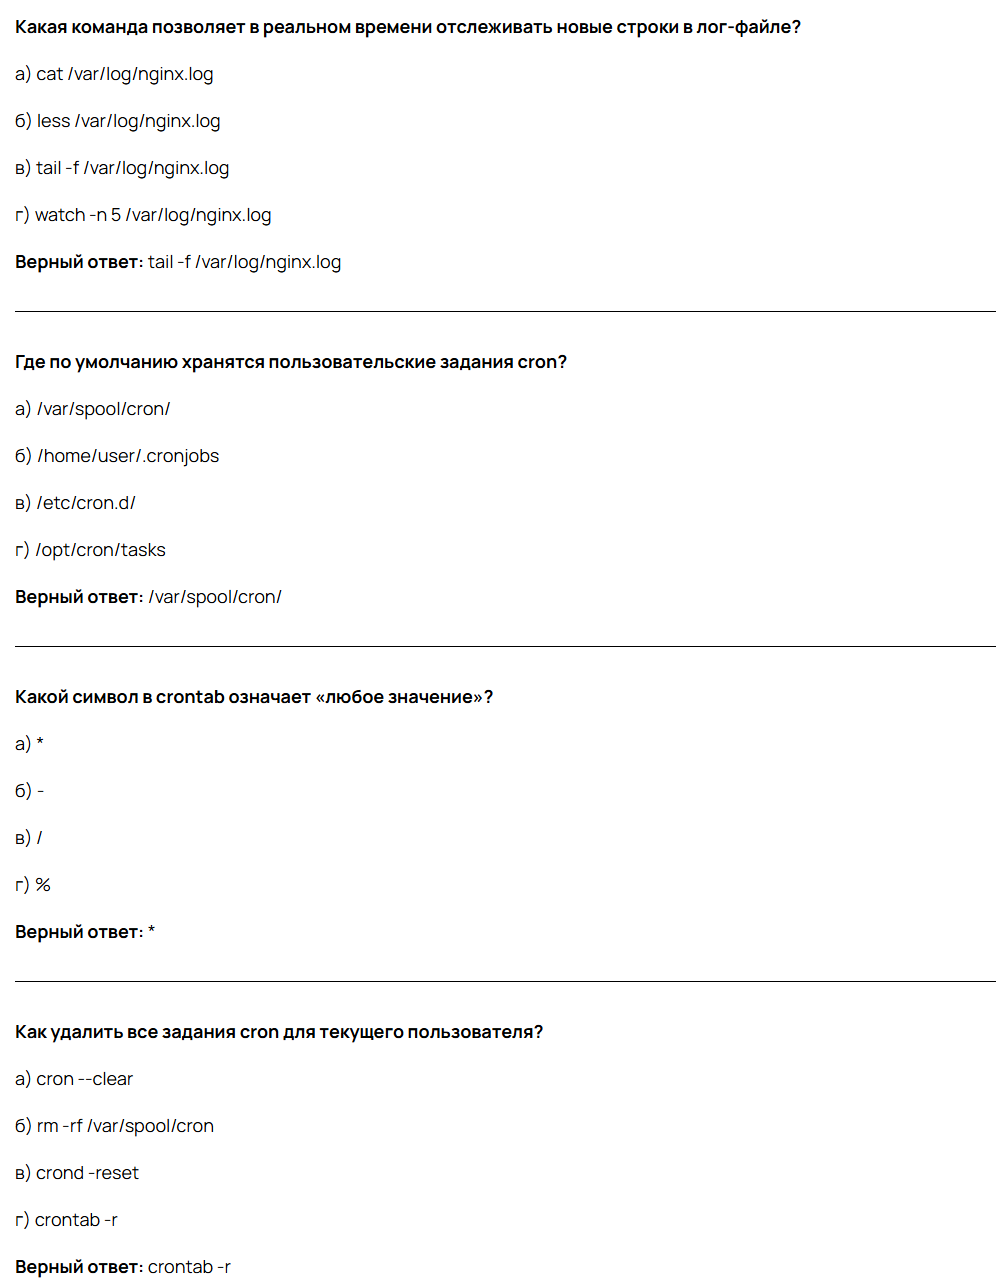 Какая команда позволяет в реальном времени отслеживать новые строки в лог-файле?
а) cat /var/log/nginx.log
б) less /var/log/nginx.log
в) tail -f /var/log/nginx.log
г) watch -n 5 /var/log/nginx.log
Верный ответ: tail -f /var/log/nginx.log
Где по умолчанию хранятся пользовательские задания cron?
а) /var/spool/cron/
б) /home/user/.cronjobs
в) /etc/cron.d/
г) /opt/cron/tasks
Верный ответ: /var/spool/cron/
Какой символ в crontab означает «любое значение»?
а) *
б) -
в) /
г) %
Верный ответ: *
Как удалить все задания cron для текущего пользователя?
а) cron --clear
б) rm -rf /var/spool/cron
в) crond -reset
г) crontab -r
Верный ответ: crontab -r